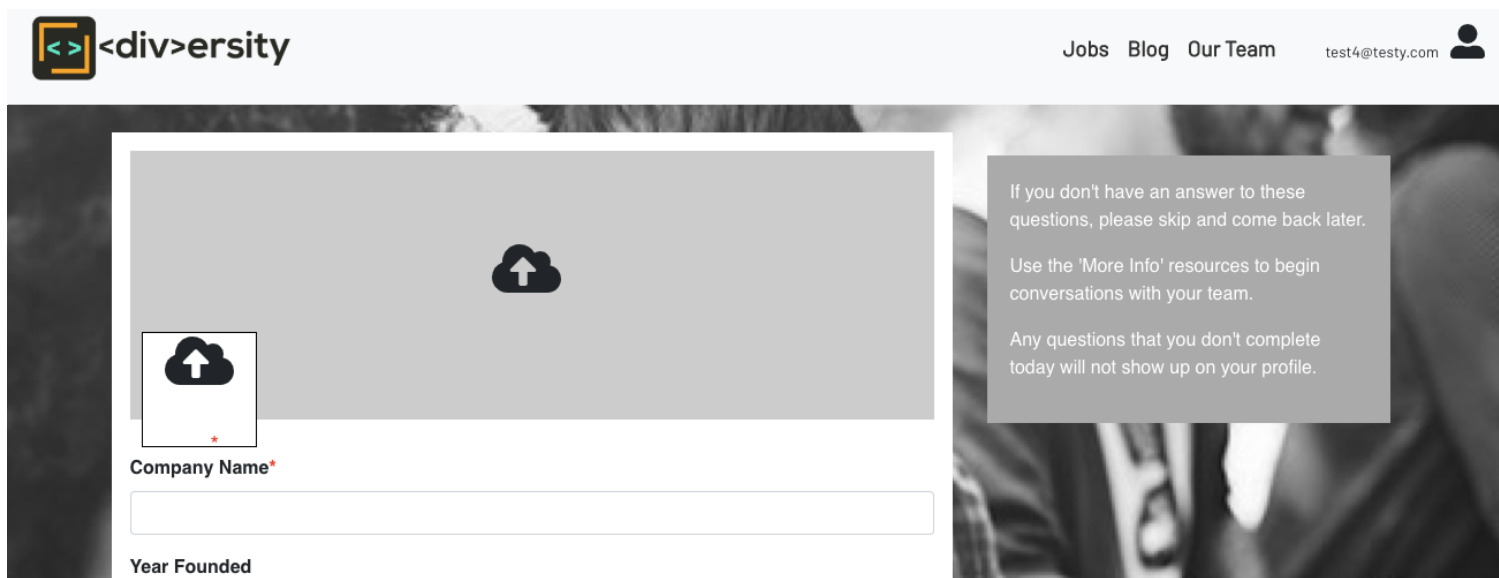 <> <div>ersity
Jobs Blog Our Team test4@testy.com
If you don't have an answer to these
questions, please skip and come back later.
Use the 'More Info' resources to begin
conversations with your team.
Any questions that you don't complete
today will not show up on your profile.
*
Company Name*
Year Founded